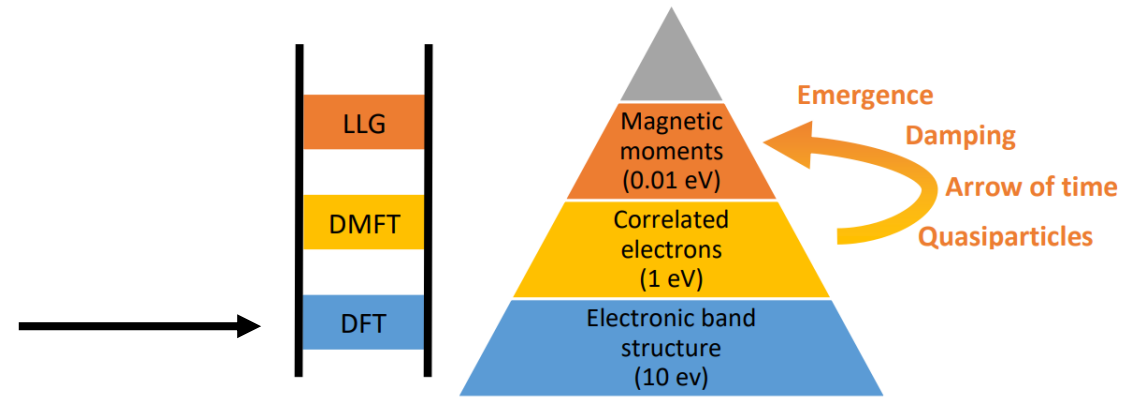 LLG
DMFT
DFT
Magnetic
moments
(0.01 eV)
Correlated
electrons
(1 eV)
Electronic band
structure
(10 ev)
Emergence
Damping
Arrow of time
Quasiparticles